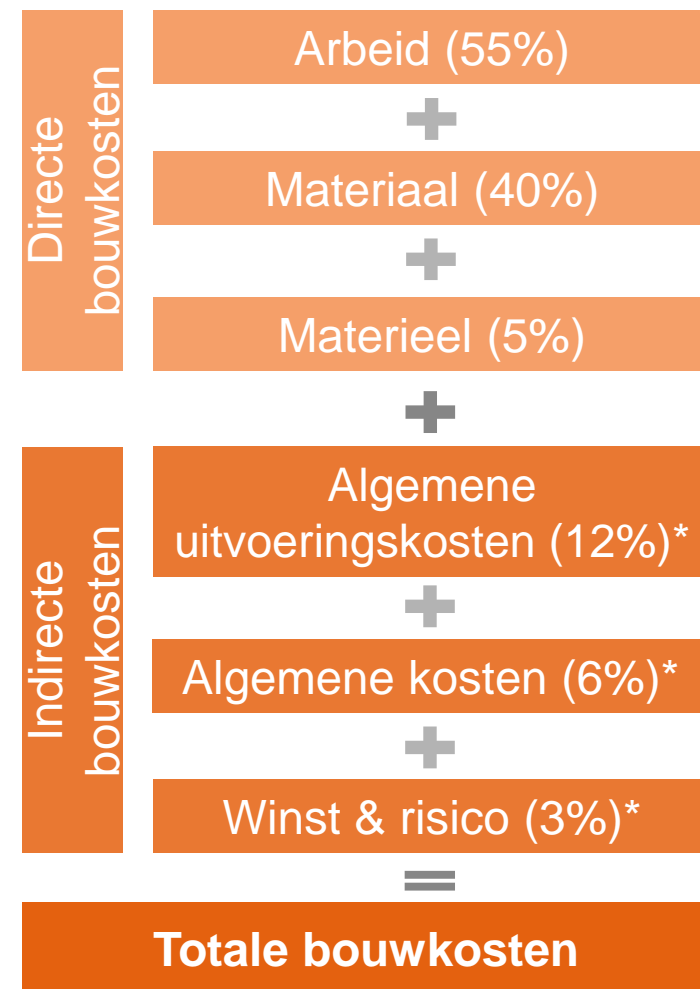 Directe
bouwkosten
Arbeid (55%)
Materiaal (40%)
Materieel (5%)
Indirecte
bouwkosten
Algemene
uitvoeringskosten (12%)*
Algemene kosten (6%)*
Winst & risico (3%)*
Totale bouwkosten